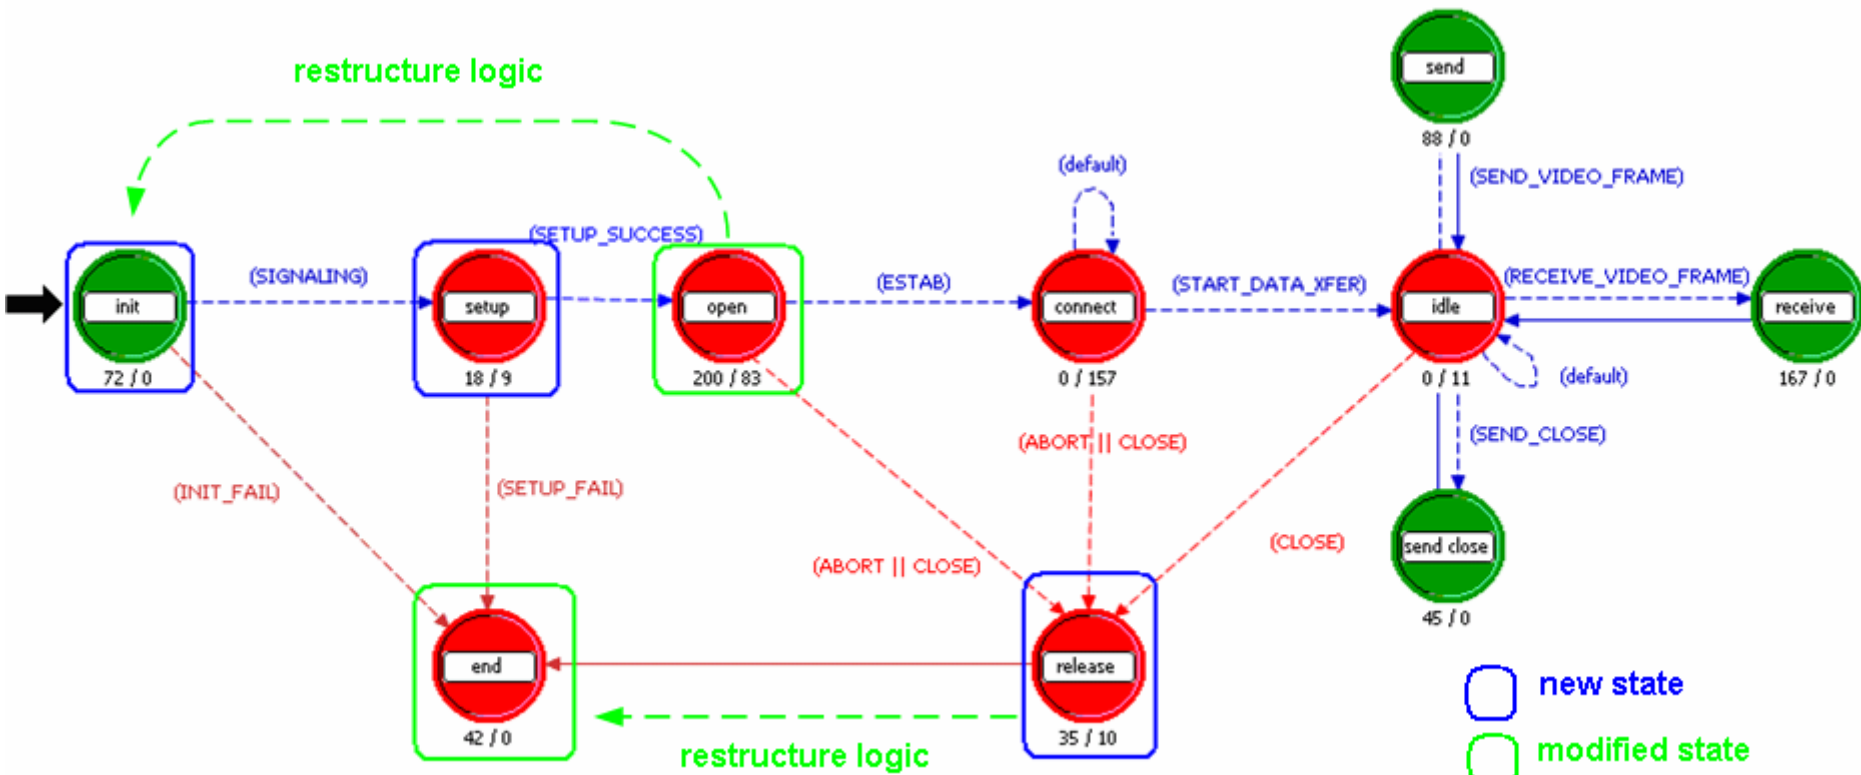 send
88 / 0
restructure logic
(default)
(SEND_VIDEO_FRAME)
(SETUP_SUCCESS)
(SIGNALING)
(ESTAB)
(START_DATA_XFER)
(RECEIVE_VIDEO_FRAME)
init
setup
open
connect
idle
receive
72 / 0
18 / 9
200 / 83
0 / 157
0 / 11
(default)
167 / 0
(ABORT || CLOSE)
(SEND_CLOSE)
(INIT_FAIL)
(SETUP_FAIL)
(ABORT || CLOSE)
(CLOSE)
send close
45 / 0
end
release
42 / 0
35 / 10
restructure logic
new state
modified state